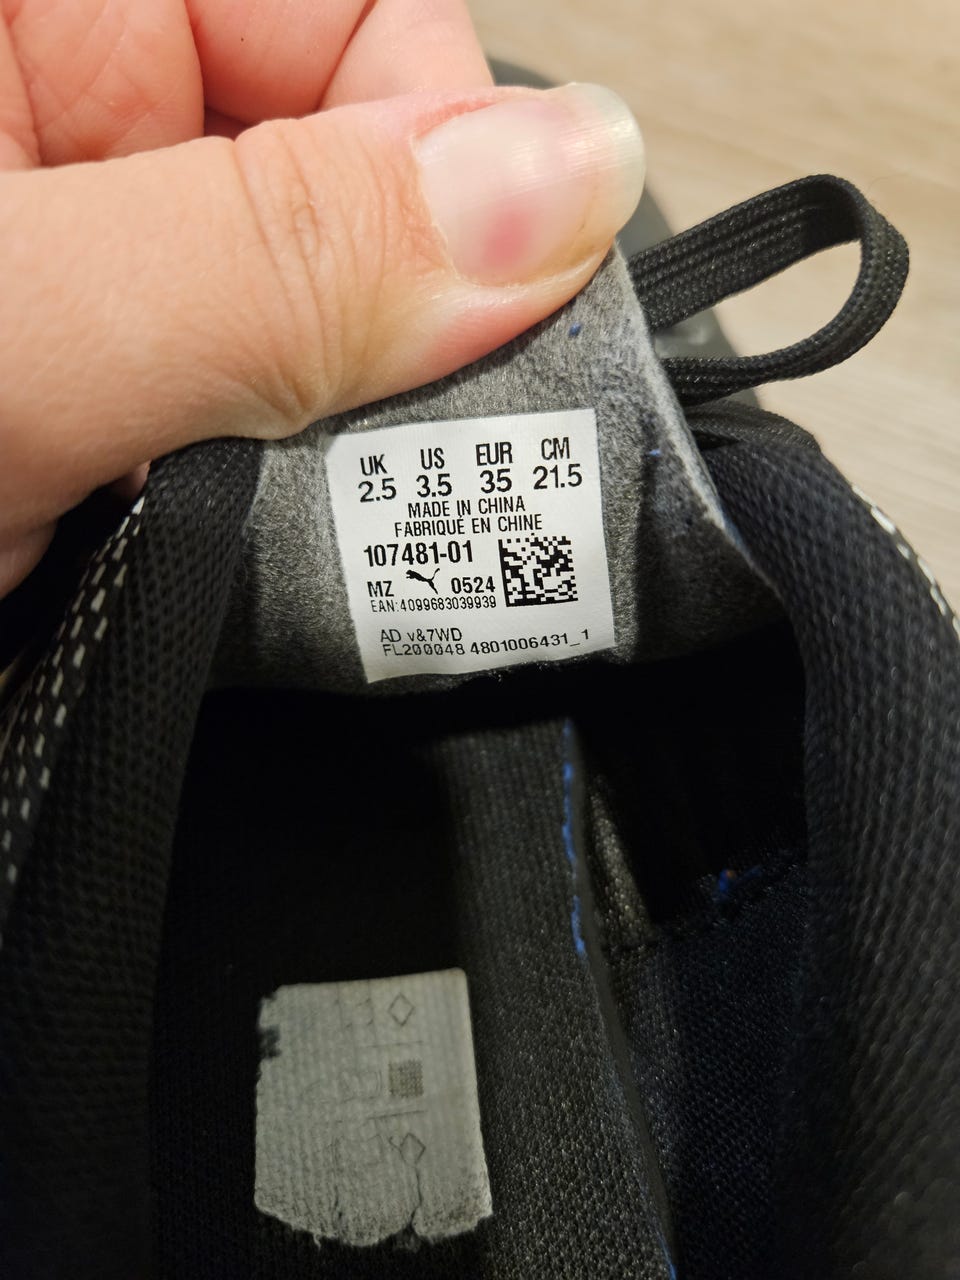 UK US EUR CM
2.5 3.5 35 21.5
MADE IN CHINA
FABRIQUÉ EN CHINE
107481-01
MZ 0524
EAN:4099683039939
AD v&7WD
FL200048 4801006431_1